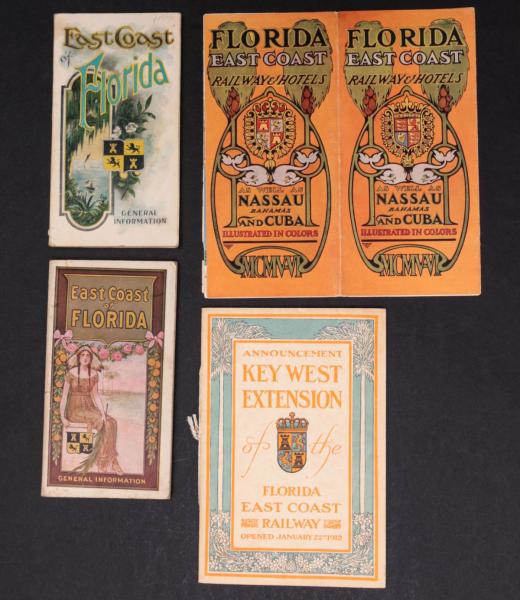 East Coast
of
Florida
GENERAL
INFORMATION
FLORIDA
EAST COAST
RAILWAY & HOTELS
AS WELL AS
NASSAU
BAHAMAS
AND CUBA
ILLUSTRATED IN COLORS
MCMV-VI
FLORIDA
EAST COAST
RAILWAY & HOTELS
AS WELL AS
NASSAU
BAHAMAS
AND CUBA
ILLUSTRATED IN COLORS
MCMV-VI
East Coast
of
FLORIDA
GENERAL INFORMATION
ANNOUNCEMENT
KEY WEST
EXTENSION
of the
FLORIDA
EAST COAST
RAILWAY
OPENED JANUARY 22ND 1912